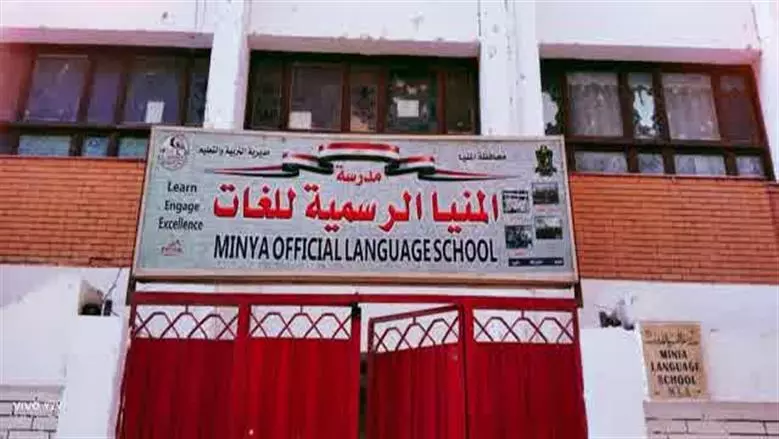 محافظة المنيا
مديرية التربية والتعليم
مدرسة
المنيا الرسمية للغات
MINYA OFFICIAL LANGUAGE SCHOOL
Learn
Engage
Excellence
MINIA
LANGUAGE
SCHOOL
vivo